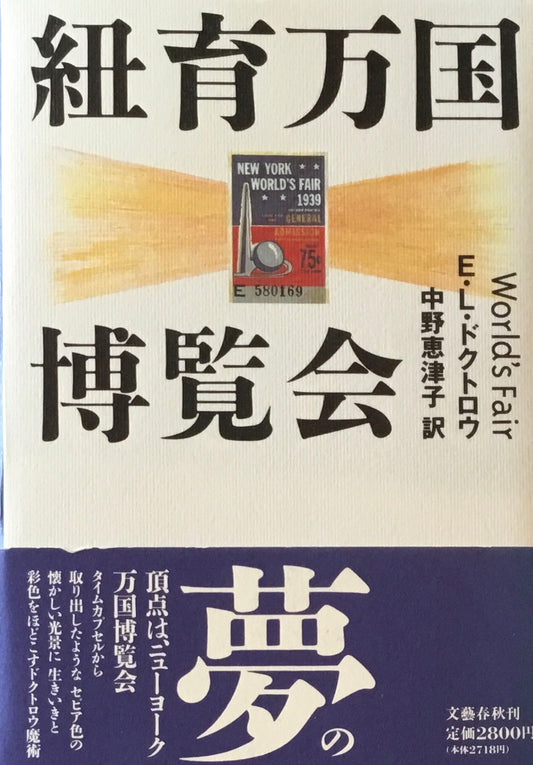 紐育万国
博覧会
NEW YORK
WORLD'S FAIR
1939
GENERAL
ADMISSION
75¢
E 580169
World's Fair
E・L・ドクトロウ
中野恵津子 訳
夢の
頂点は、ニューヨーク
万国博覧会
タイムカプセルから
取り出したような セピア色の
懐かしい光景に 生きいきと
彩色をほどこすドクトロウ魔術
文藝春秋刊
定価2800円
(本体2718円)